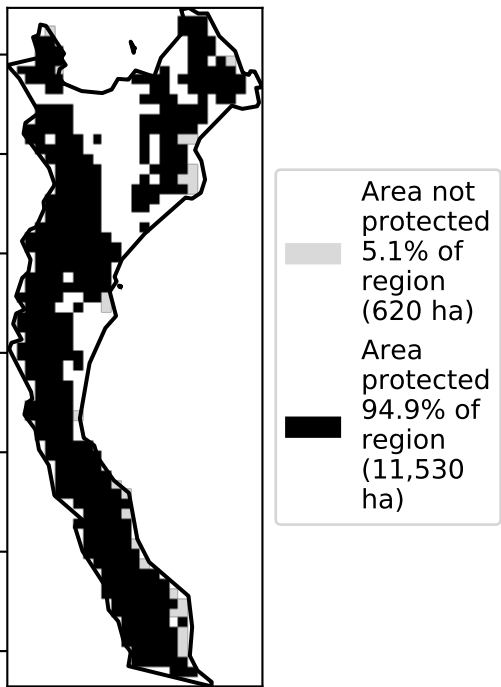 Area not
protected
5.1% of
region
(620 ha)
Area
protected
94.9% of
region
(11,530
ha)